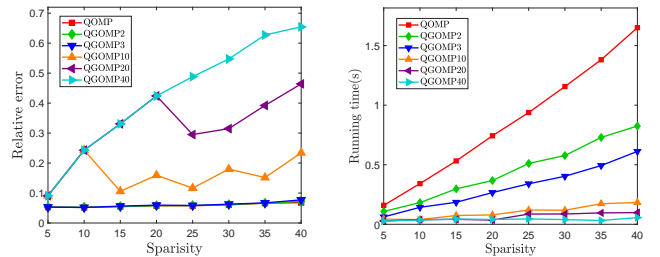 0.7
0.6
0.5
0.4
0.3
0.2
0.1
0
Relative error
QOMP
QGOMP2
QGOMP3
QGOMP10
QGOMP20
QGOMP40
5 10 15 20 25 30 35 40
Sparisity
1.5
1
0.5
0
Running time(s)
QOMP
QGOMP2
QGOMP3
QGOMP10
QGOMP20
QGOMP40
5 10 15 20 25 30 35 40
Sparisity